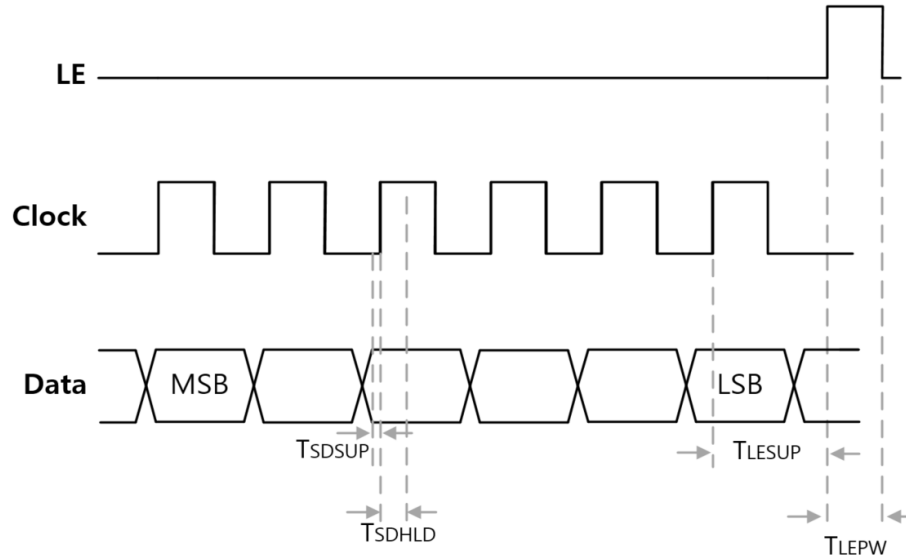 LE
Clock
Data
MSB
LSB
TSDSUP
TLESUP
TSDHLD
TLEPW